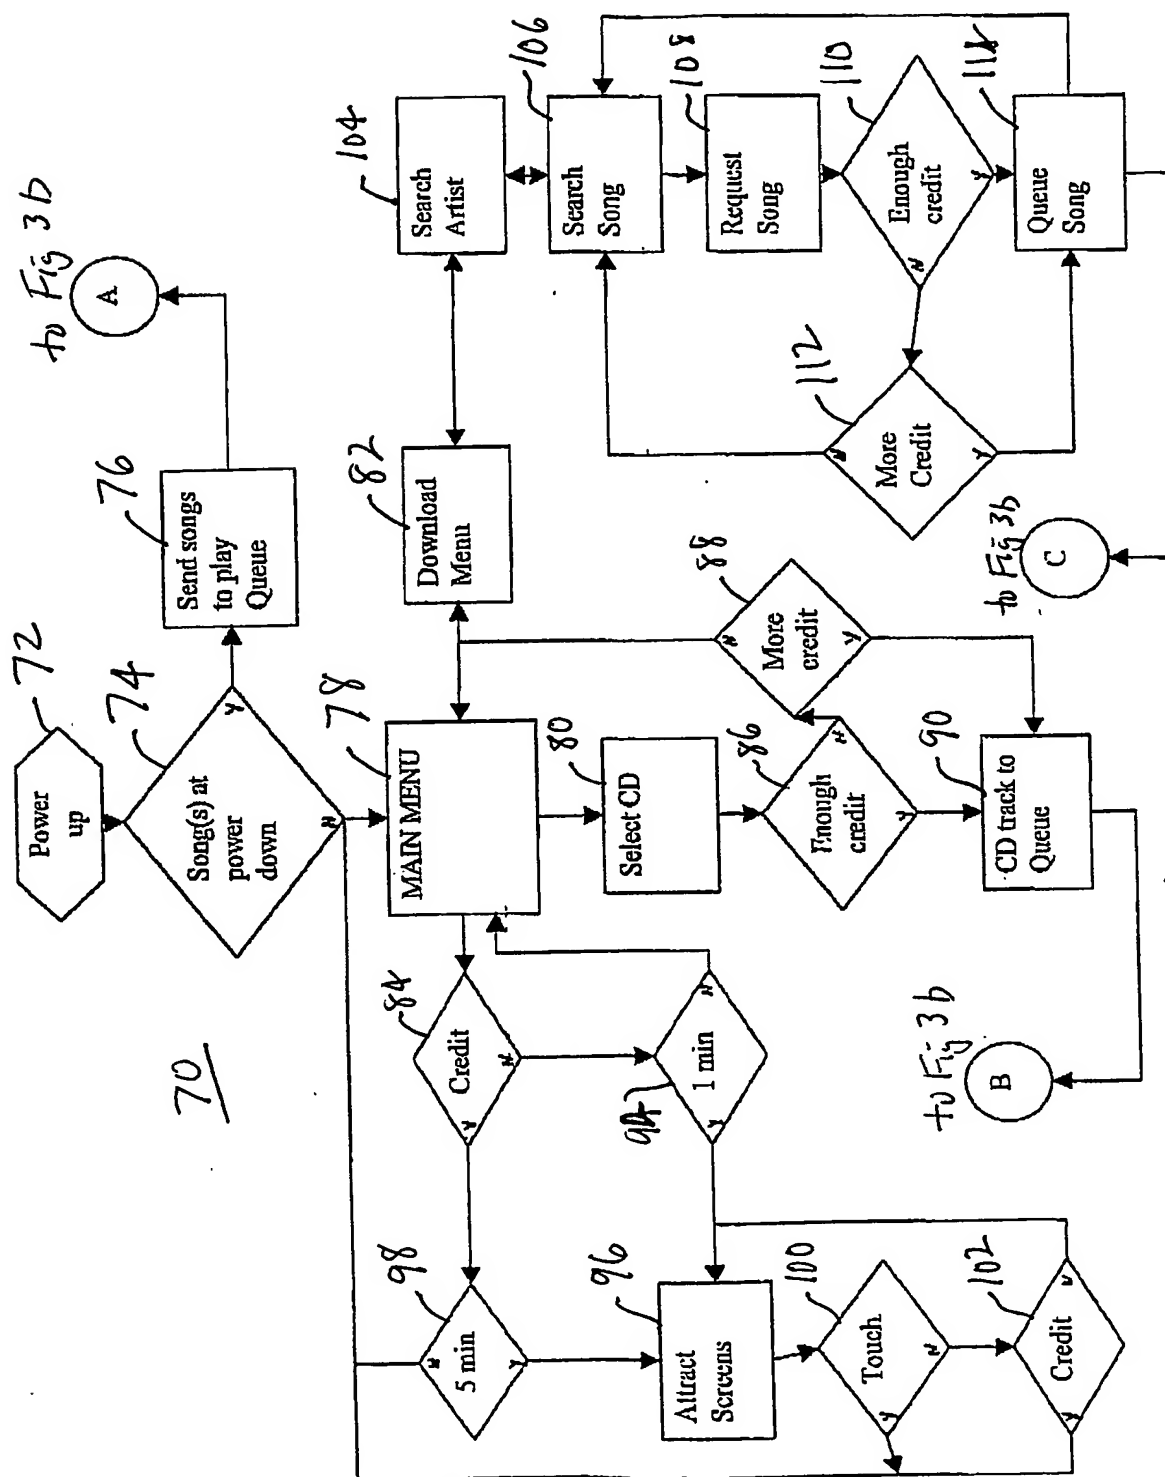 70
72
Power
up
74
Song(s) at
power
down
Y
N
76
Send songs
to play
Queue
to Fig 3b
A
78
MAIN MENU
82
Download
Menu
104
Search
Artist
106
Search
Song
108
Request
Song
110
Enough
credit
N
Y
112
More
Credit
N
Y
118
Queue
Song
to Fig 3b
C
80
Select CD
86
Enough
credit
N
Y
88
More
credit
N
Y
90
CD track to
Queue
to Fig 3b
B
84
Credit
Y
N
94
1 min
Y
N
98
5 min
N
Y
96
Attract
Screens
100
Touch
Y
N
102
Credit
Y
N